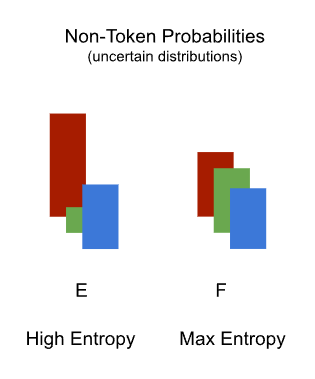 Non-Token Probabilities
(uncertain distributions)
E F
High Entropy Max Entropy